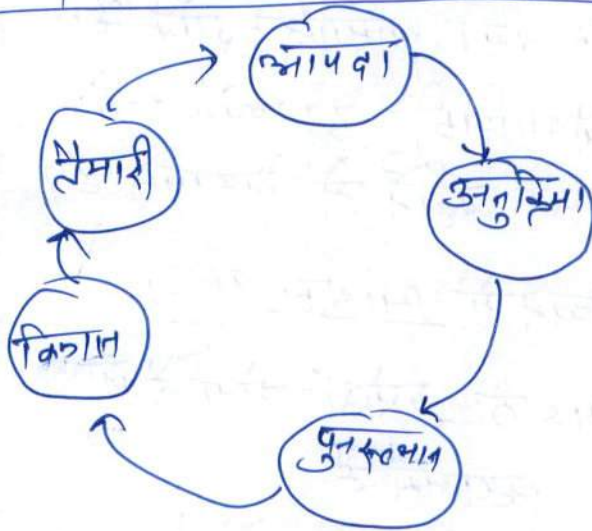 आपदा
अनुक्रिया
पुनरुत्थान
विकास
तैयारी